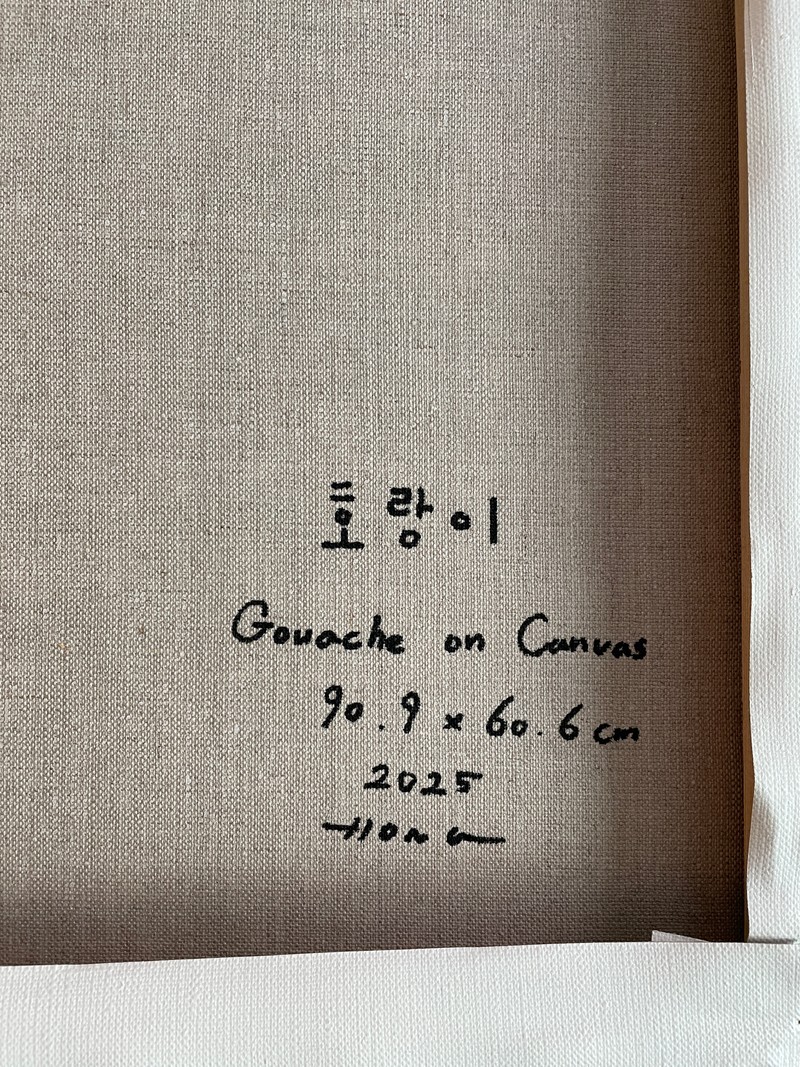 호랑이
Gouache on Canvas
90.9 x 60.6 cm
2025